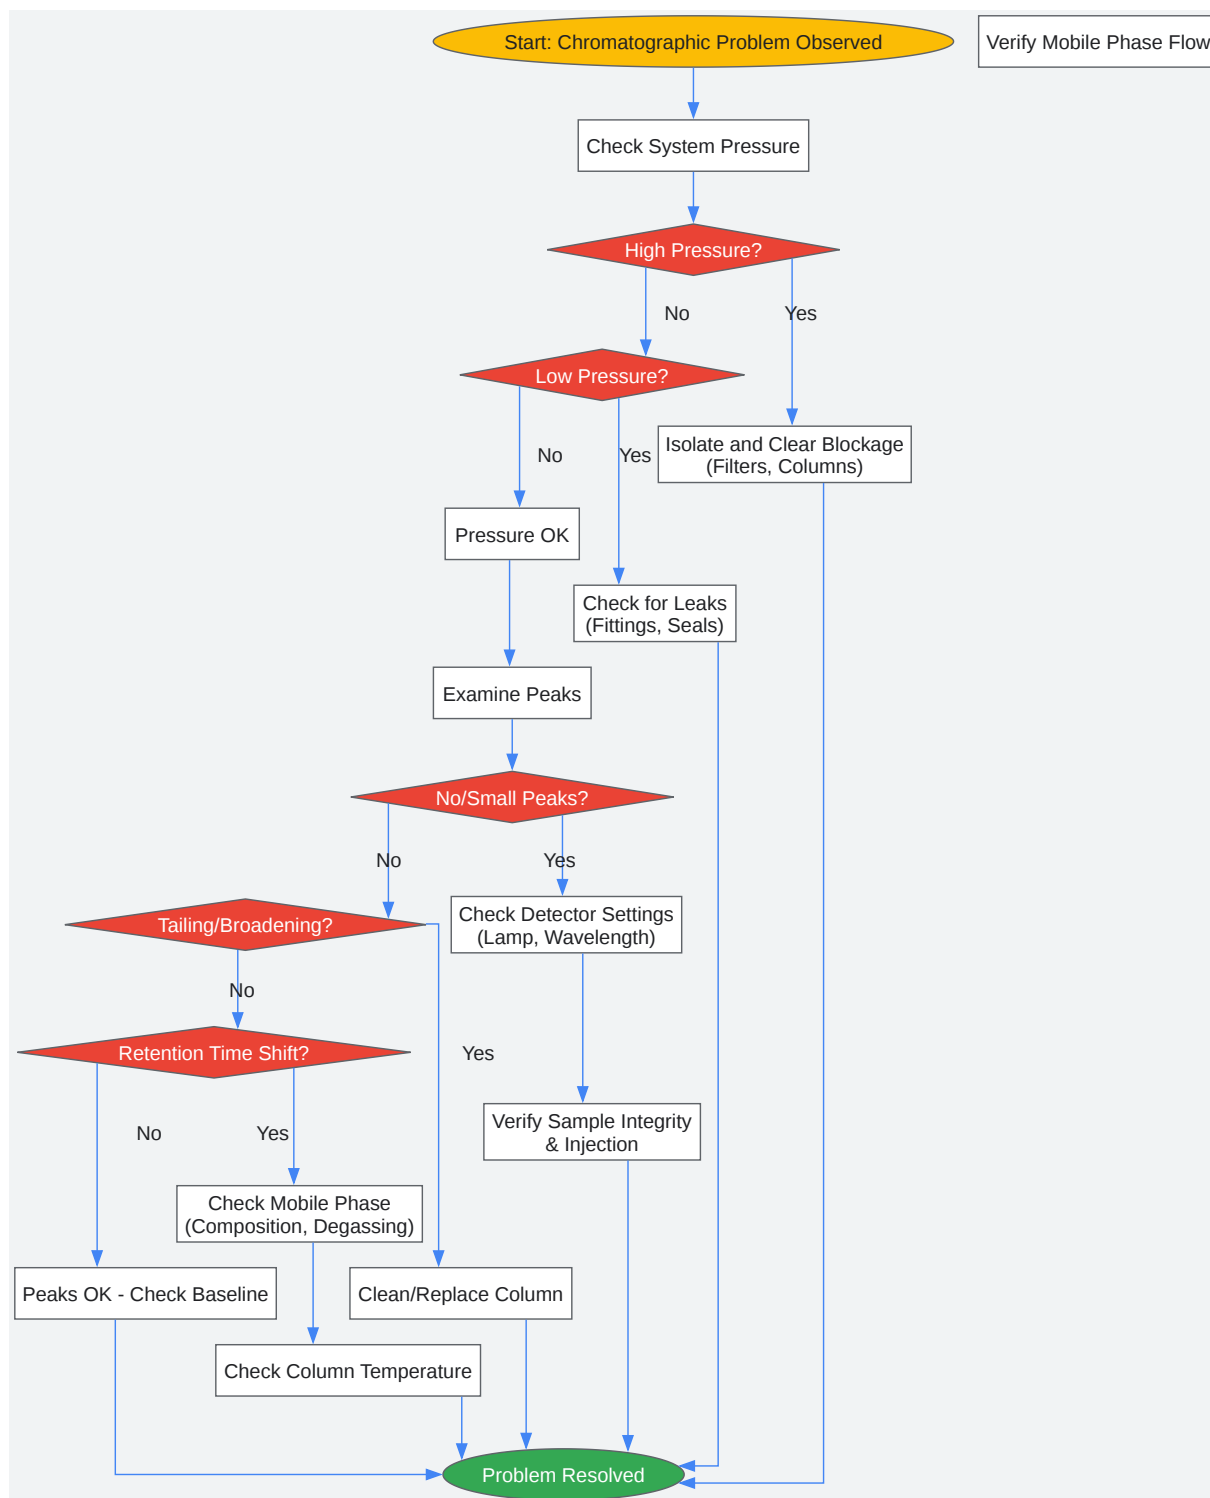 Start: Chromatographic Problem Observed
Verify Mobile Phase Flow
Check System Pressure
High Pressure?
No
Yes
Low Pressure?
No
Yes
Isolate and Clear Blockage
(Filters, Columns)
Pressure OK
Check for Leaks
(Fittings, Seals)
Examine Peaks
No/Small Peaks?
No
Yes
Check Detector Settings
(Lamp, Wavelength)
Tailing/Broadening?
No
Yes
Retention Time Shift?
No
Yes
Verify Sample Integrity
& Injection
Check Mobile Phase
(Composition, Degassing)
Peaks OK - Check Baseline
Clean/Replace Column
Check Column Temperature
Problem Resolved